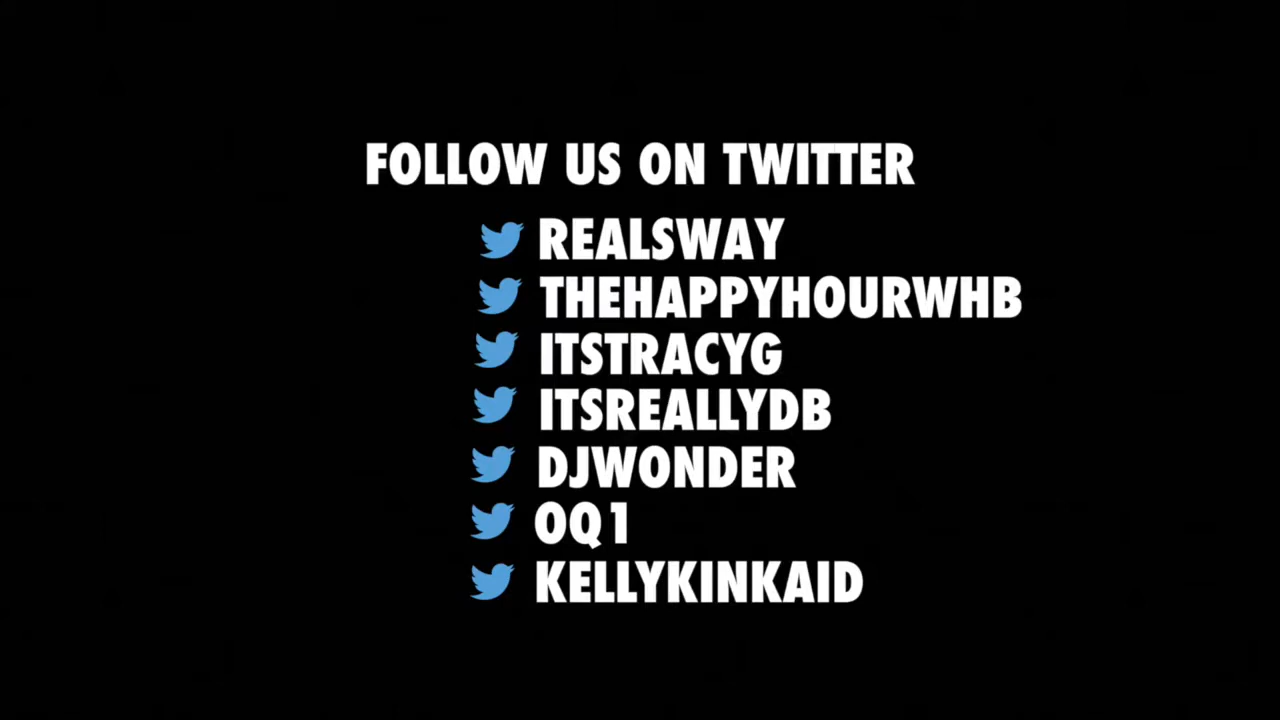 FOLLOW US ON TWITTER
REALSWAY
THEHAPPYHOURWHB
ITSTRACYG
ITSREALLYDB
DJWONDER
OQ1
KELLYKINKAID